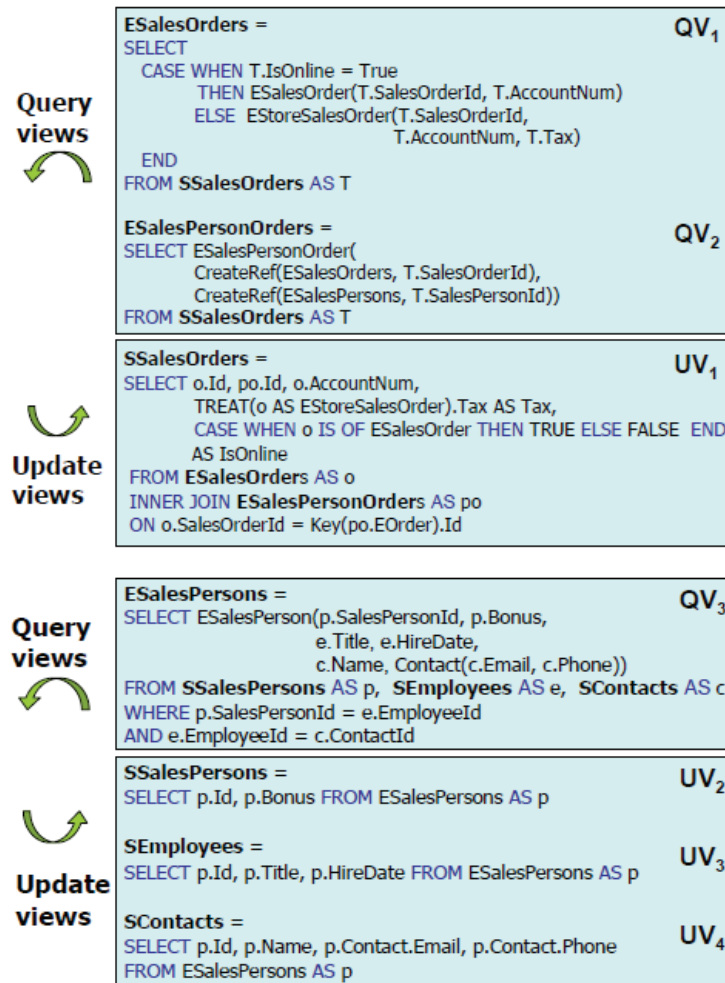 ESalesOrders =
QV1
SELECT
CASE WHEN T.IsOnline = True
THEN ESalesOrder(T.SalesOrderId, T.AccountNum)
ELSE EStoreSalesOrder(T.SalesOrderId,
T.AccountNum, T.Tax)
END
FROM SSalesOrders AS T
Query
views
ESalesPersonOrders =
QV2
SELECT ESalesPersonOrder(
CreateRef(ESalesOrders, T.SalesOrderId),
CreateRef(ESalesPersons, T.SalesPersonId))
FROM SSalesOrders AS T
SSalesOrders =
UV1
SELECT o.Id, po.Id, o.AccountNum,
TREAT(o AS EStoreSalesOrder).Tax AS Tax,
CASE WHEN o IS OF ESalesOrder THEN TRUE ELSE FALSE END
AS IsOnline
FROM ESalesOrders AS o
INNER JOIN ESalesPersonOrders AS po
ON o.SalesOrderId = Key(po.EOrder).Id
Update
views
ESalesPersons =
QV3
SELECT ESalesPerson(p.SalesPersonId, p.Bonus,
e.Title, e.HireDate,
c.Name, Contact(c.Email, c.Phone))
FROM SSalesPersons AS p, SEmployees AS e, SContacts AS c
WHERE p.SalesPersonId = e.EmployeeId
AND e.EmployeeId = c.ContactId
Query
views
SSalesPersons =
UV2
SELECT p.Id, p.Bonus FROM ESalesPersons AS p
SEmployees =
UV3
SELECT p.Id, p.Title, p.HireDate FROM ESalesPersons AS p
SContacts =
UV4
SELECT p.Id, p.Name, p.Contact.Email, p.Contact.Phone
FROM ESalesPersons AS p
Update
views